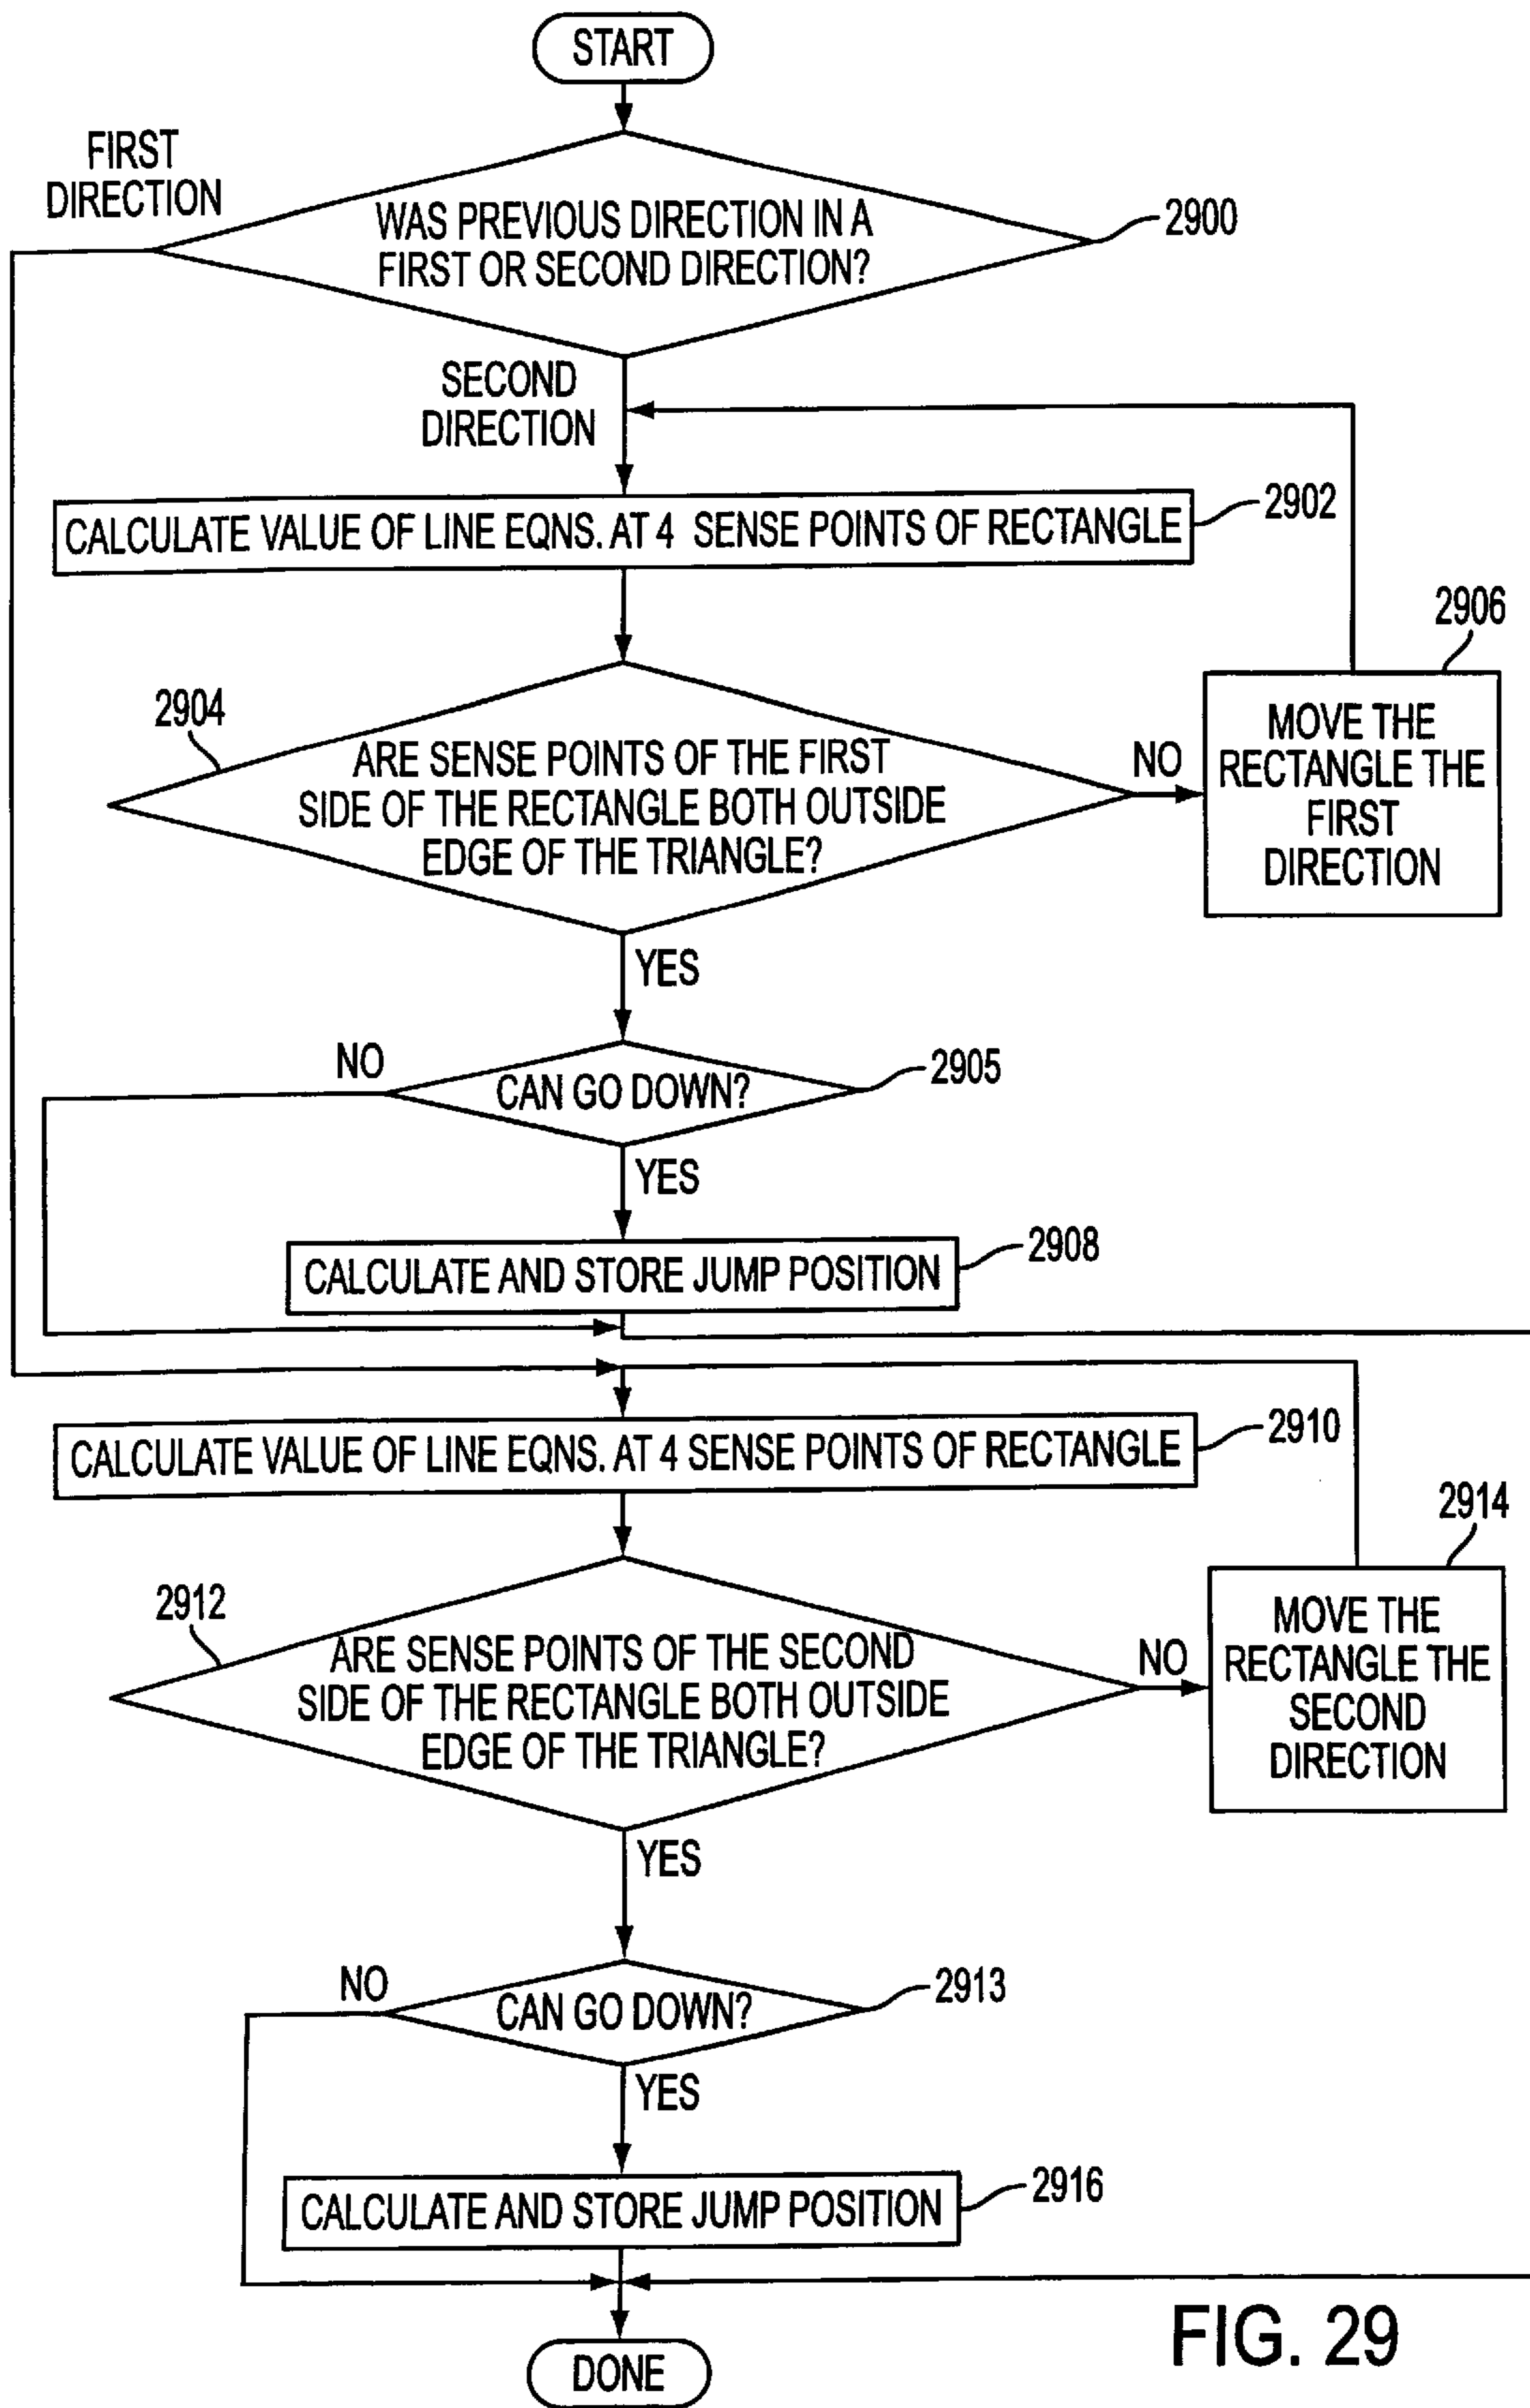 START
FIRST
DIRECTION
WAS PREVIOUS DIRECTION IN A
FIRST OR SECOND DIRECTION?
2900
SECOND
DIRECTION
CALCULATE VALUE OF LINE EQNS. AT 4 SENSE POINTS OF RECTANGLE
2902
2906
MOVE THE
RECTANGLE THE
FIRST
DIRECTION
2904
ARE SENSE POINTS OF THE FIRST
SIDE OF THE RECTANGLE BOTH OUTSIDE
EDGE OF THE TRIANGLE?
NO
YES
NO
CAN GO DOWN?
2905
YES
CALCULATE AND STORE JUMP POSITION
2908
CALCULATE VALUE OF LINE EQNS. AT 4 SENSE POINTS OF RECTANGLE
2910
2914
MOVE THE
RECTANGLE THE
SECOND
DIRECTION
2912
ARE SENSE POINTS OF THE SECOND
SIDE OF THE RECTANGLE BOTH OUTSIDE
EDGE OF THE TRIANGLE?
NO
YES
NO
CAN GO DOWN?
2913
YES
CALCULATE AND STORE JUMP POSITION
2916
DONE
FIG. 29